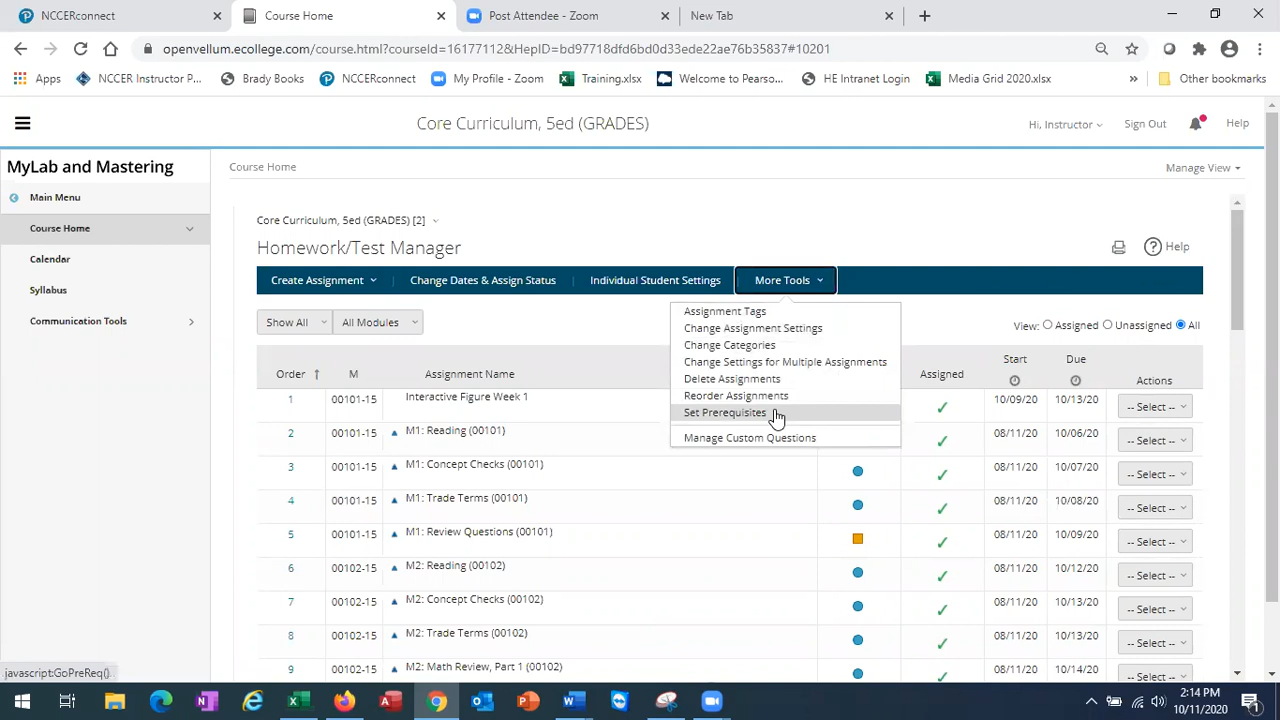 NCCERconnect
Course Home
Post Attendee - Zoom
New Tab
openvellum.ecollege.com/course.html?courseId=16177112&HepID=bd97718dfd6bd0d33ede22ae76b35837#10201
Apps
NCCER Instructor P...
Brady Books
NCCERconnect
My Profile - Zoom
Training.xlsx
Welcome to Pearso...
HE Intranet Login
Media Grid 2020.xlsx
»
Other bookmarks
Core Curriculum, 5ed (GRADES)
Hi, Instructor
Sign Out
Help
MyLab and Mastering
Course Home
Manage View
Main Menu
Course Home
Calendar
Syllabus
Communication Tools
Core Curriculum, 5ed (GRADES) [2]
Homework/Test Manager
Help
Create Assignment
Change Dates & Assign Status
Individual Student Settings
More Tools
Assignment Tags
Change Assignment Settings
Change Categories
Change Settings for Multiple Assignments
Delete Assignments
Reorder Assignments
Set Prerequisites
Manage Custom Questions
Show All
All Modules
View: Assigned Unassigned All
Order M Assignment Name Assigned Start Due Actions
1 00101-15 Interactive Figure Week 1 10/09/20 10/13/20 -- Select --
2 00101-15 M1: Reading (00101) 08/11/20 10/06/20 -- Select --
3 00101-15 M1: Concept Checks (00101) 08/11/20 10/07/20 -- Select --
4 00101-15 M1: Trade Terms (00101) 08/11/20 10/08/20 -- Select --
5 00101-15 M1: Review Questions (00101) 08/11/20 10/09/20 -- Select --
6 00102-15 M2: Reading (00102) 08/11/20 10/12/20 -- Select --
7 00102-15 M2: Concept Checks (00102) 08/11/20 10/13/20 -- Select --
8 00102-15 M2: Trade Terms (00102) 08/11/20 10/13/20 -- Select --
9 00102-15 M2: Math Review, Part 1 (00102) 08/11/20 10/14/20 -- Select --
javascript:GoPreReq()
2:14 PM
10/11/2020